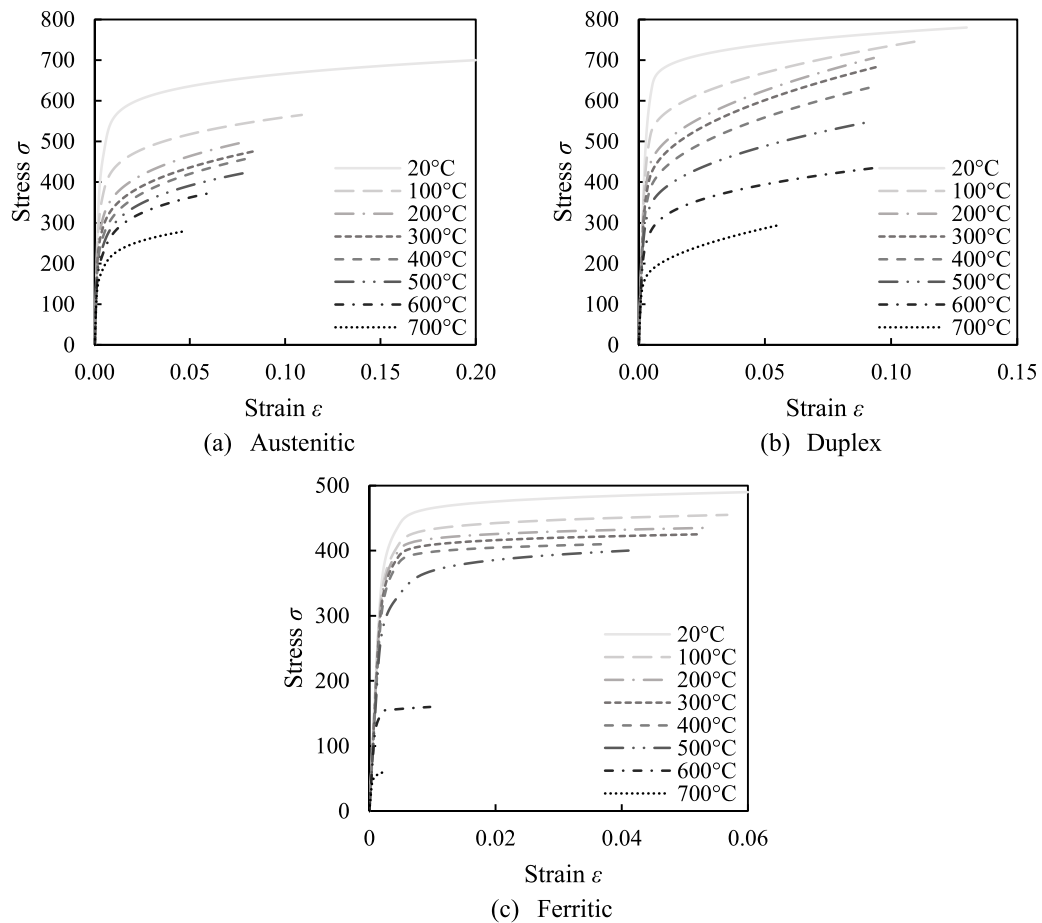 800
700
600
500
400
300
200
100
0
Stress σ
20°C
100°C
200°C
300°C
400°C
500°C
600°C
700°C
0.00 0.05 0.10 0.15 0.20
Strain ε
(a) Austenitic
800
700
600
500
400
300
200
100
0
Stress σ
20°C
100°C
200°C
300°C
400°C
500°C
600°C
700°C
0.00 0.05 0.10 0.15
Strain ε
(b) Duplex
500
400
300
200
100
0
Stress σ
20°C
100°C
200°C
300°C
400°C
500°C
600°C
700°C
0 0.02 0.04 0.06
Strain ε
(c) Ferritic